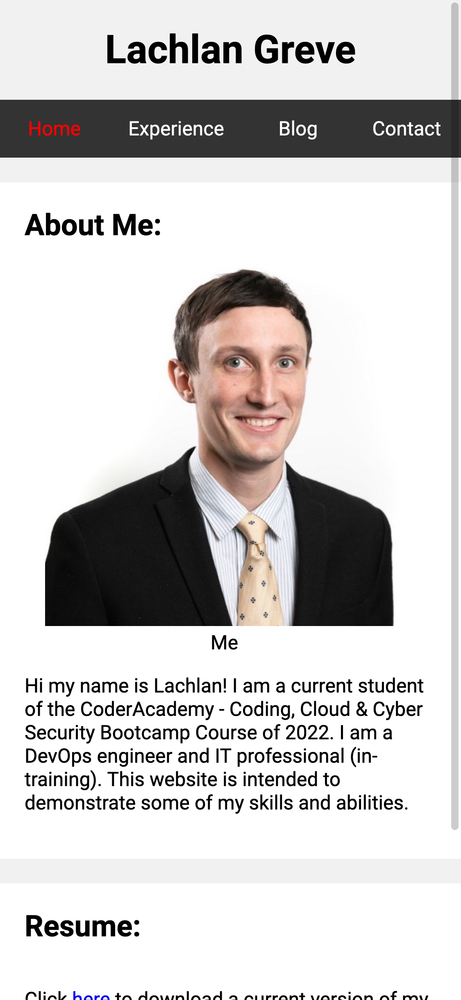 Lachlan Greve
Home Experience Blog Contact
About Me:
Me
Hi my name is Lachlan! I am a current student
of the CoderAcademy - Coding, Cloud & Cyber
Security Bootcamp Course of 2022. I am a
DevOps engineer and IT professional (in-
training). This website is intended to
demonstrate some of my skills and abilities.
Resume:
Click here to download a current version of my